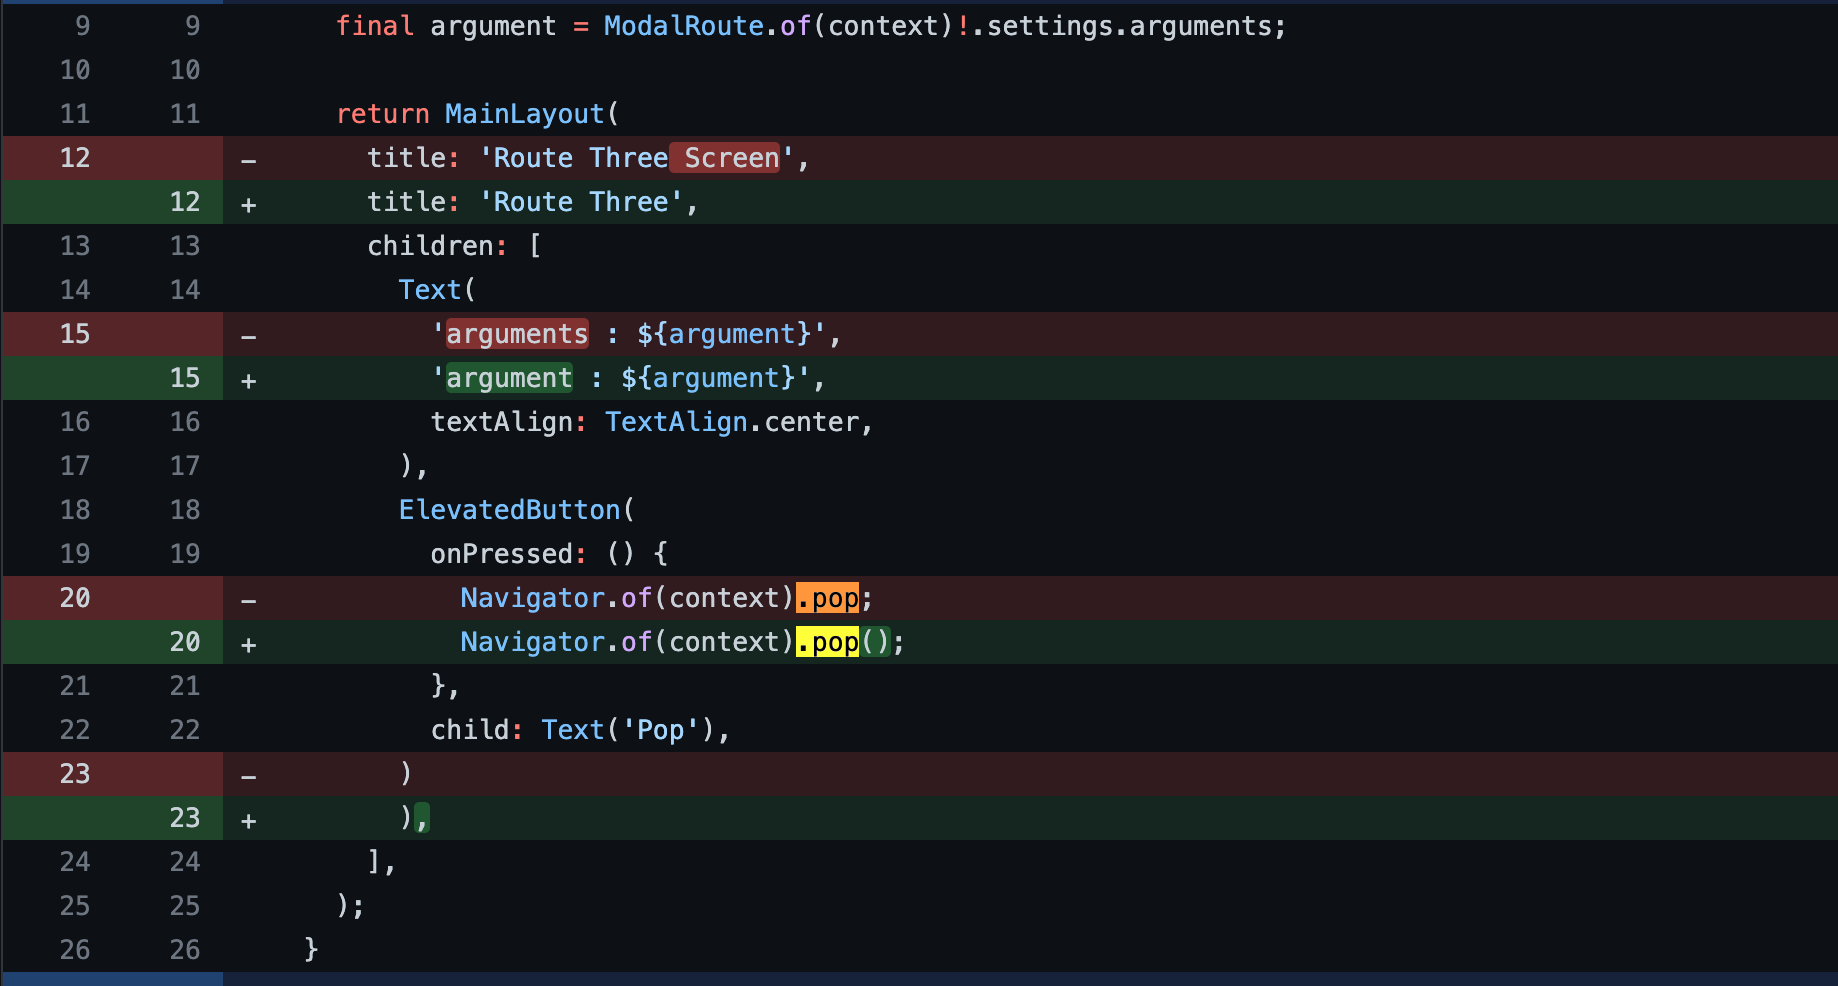 9 9 final argument = ModalRoute.of(context)!.settings.arguments;
10 10
11 11 return MainLayout(
12 - title: 'Route Three Screen',
12 + title: 'Route Three',
13 13 children: [
14 14 Text(
15 - 'arguments : ${argument}',
15 + 'argument : ${argument}',
16 16 textAlign: TextAlign.center,
17 17 ),
18 18 ElevatedButton(
19 19 onPressed: () {
20 - Navigator.of(context).pop;
20 + Navigator.of(context).pop();
21 21 },
22 22 child: Text('Pop'),
23 - )
23 + ),
24 24 ],
25 25 );
26 26 }